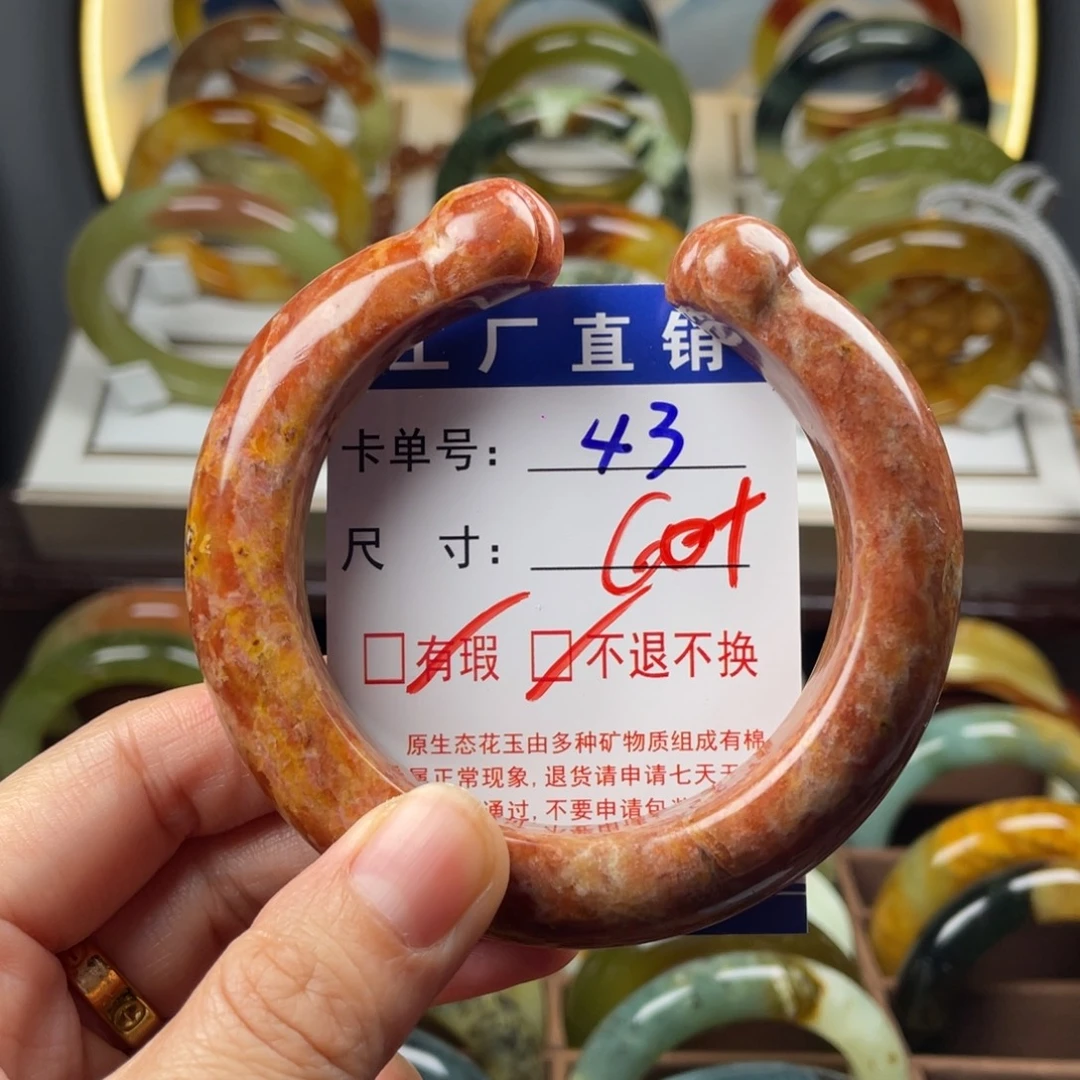 工厂直销
卡单号: 43
尺 寸: 60+
□有瑕 □不退不换
原生态花玉由多种矿物质组成有棉
属正常现象, 退货请申请七天无
通过, 不要申请包